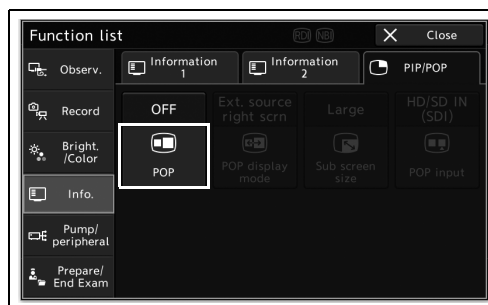 Function list
RDI NBI
Close
Observ.
Record
Bright.
/Color
Info.
Pump/
peripheral
Prepare/
End Exam
Information
1
Information
2
PIP/POP
OFF
POP
Ext. source
right scrn
POP display
mode
Large
Sub screen
size
HD/SD IN
(SDI)
POP input